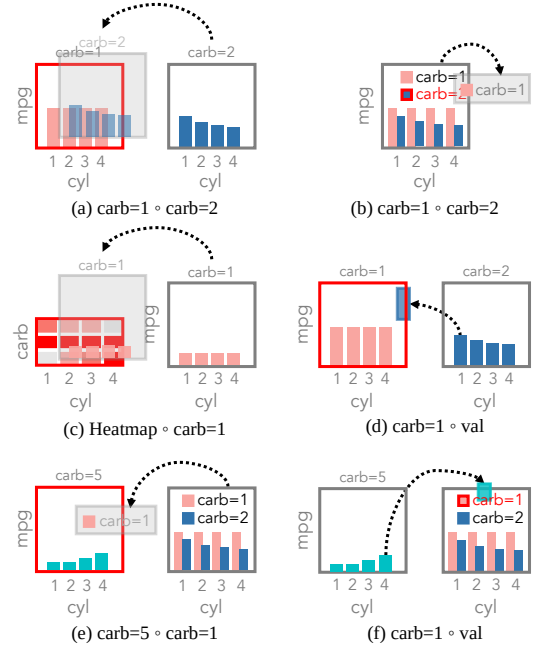 carb=2
carb=1
carb=2
mpg
1 2 3 4
cyl
1 2 3 4
cyl
(a) carb=1 ∘ carb=2
carb=1
carb=2
carb=1
mpg
1 2 3 4
cyl
(b) carb=1 ∘ carb=2
carb=1
carb=1
carb
mpg
1 2 3 4
cyl
1 2 3 4
cyl
(c) Heatmap ∘ carb=1
carb=1
carb=2
mpg
1 2 3 4
cyl
1 2 3 4
cyl
(d) carb=1 ∘ val
carb=5
carb=1
carb=1
carb=2
mpg
1 2 3 4
cyl
1 2 3 4
cyl
(e) carb=5 ∘ carb=1
carb=5
carb=1
carb=2
mpg
1 2 3 4
cyl
1 2 3 4
cyl
(f) carb=1 ∘ val